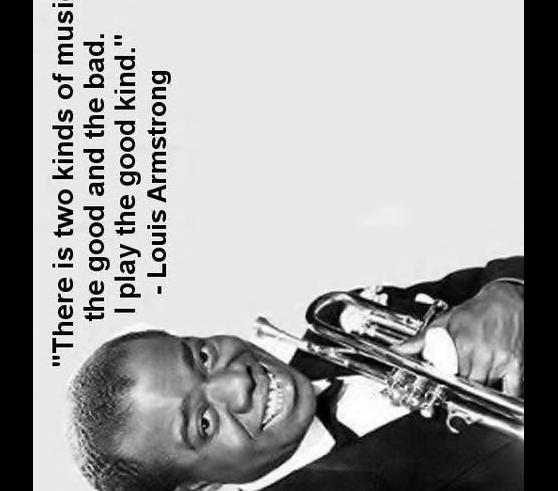 "There is two kinds of musi
the good and the bad.
I play the good kind."
- Louis Armstrong